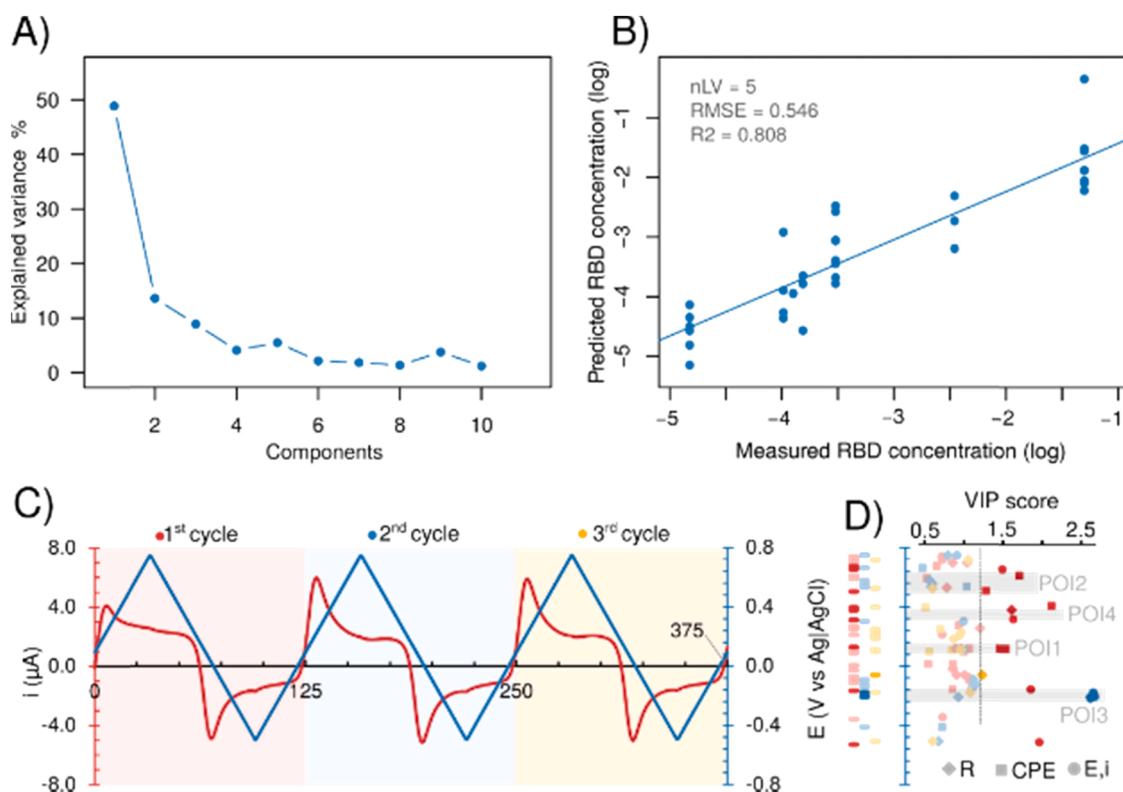 A)
Explained variance %
50
40
30
20
10
0
2
4
6
8
10
Components
B)
Predicted RBD concentration (log)
nLV = 5
RMSE = 0.546
R2 = 0.808
−1
−2
−3
−4
−5
−5
−4
−3
−2
−1
Measured RBD concentration (log)
C)
1st cycle
2nd cycle
3rd cycle
i (µA)
8.0
4.0
0.0
-4.0
-8.0
0
125
250
375
0.8
0.4
0.0
-0.4
-0.8
E (V vs Ag|AgCl)
D)
VIP score
0.5
1.5
2.5
POI2
POI4
POI1
POI3
R
CPE
E,i